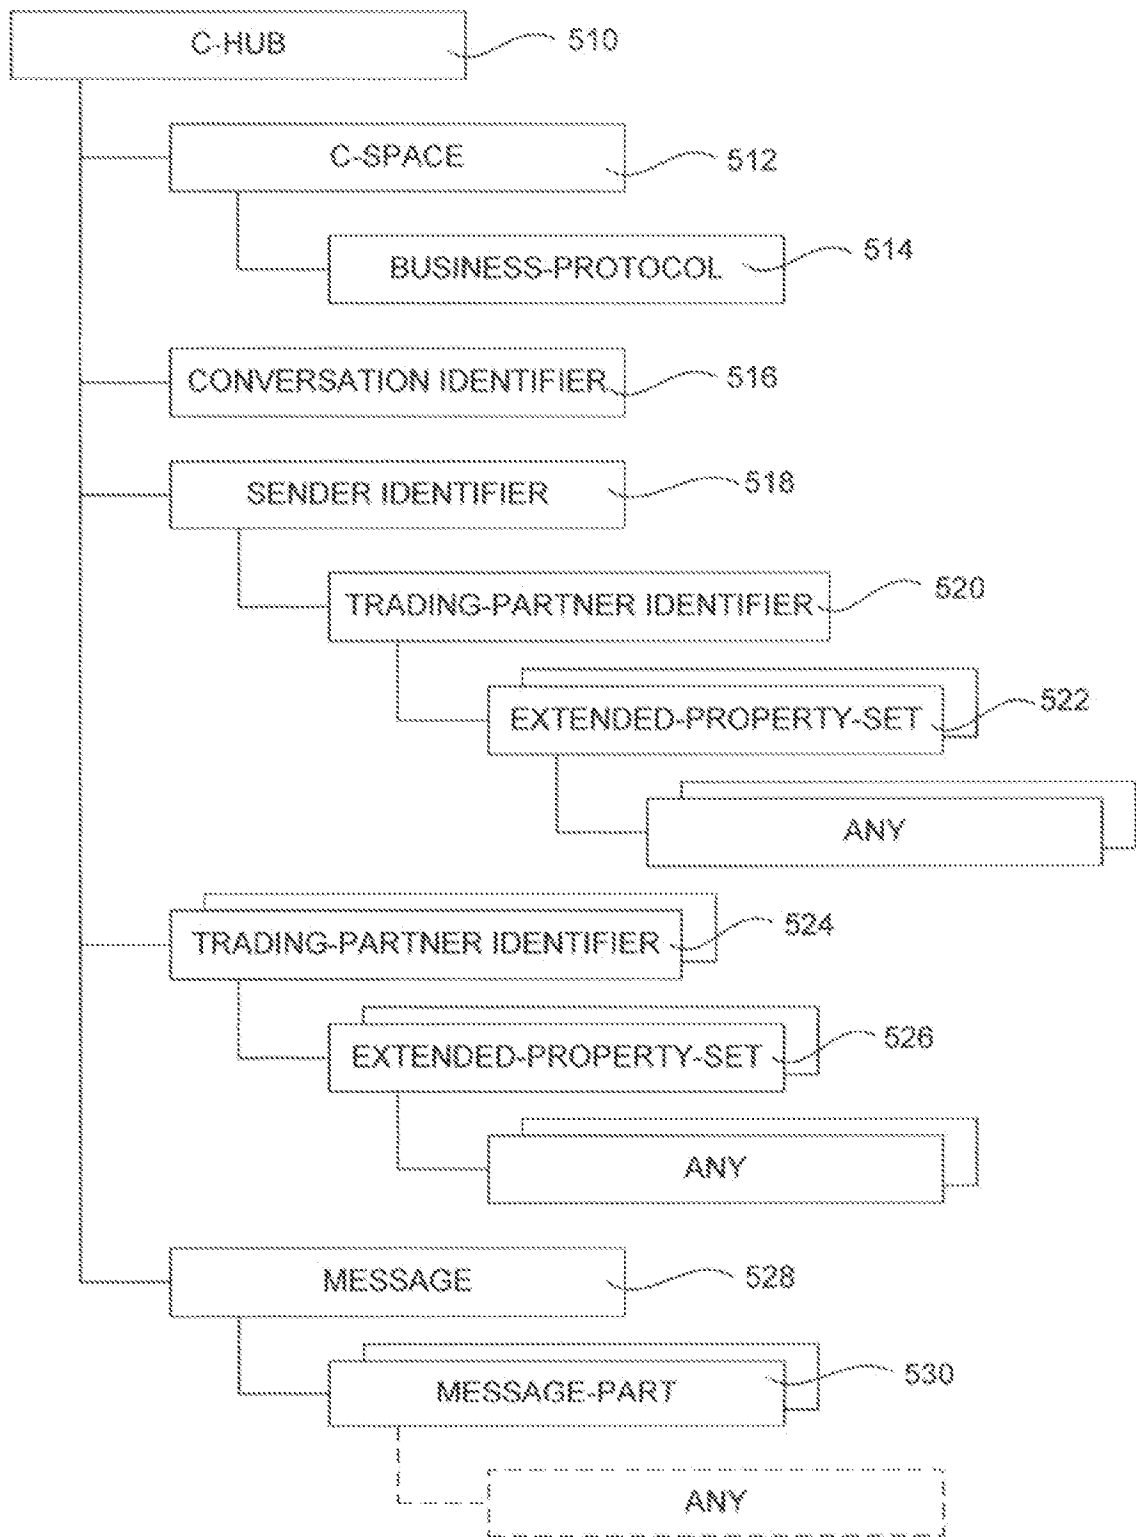 C-HUB 510
C-SPACE 512
BUSINESS-PROTOCOL 514
CONVERSATION IDENTIFIER 516
SENDER IDENTIFIER 518
TRADING-PARTNER IDENTIFIER 520
EXTENDED-PROPERTY-SET 522
ANY
TRADING-PARTNER IDENTIFIER 524
EXTENDED-PROPERTY-SET 526
ANY
MESSAGE 528
MESSAGE-PART 530
ANY